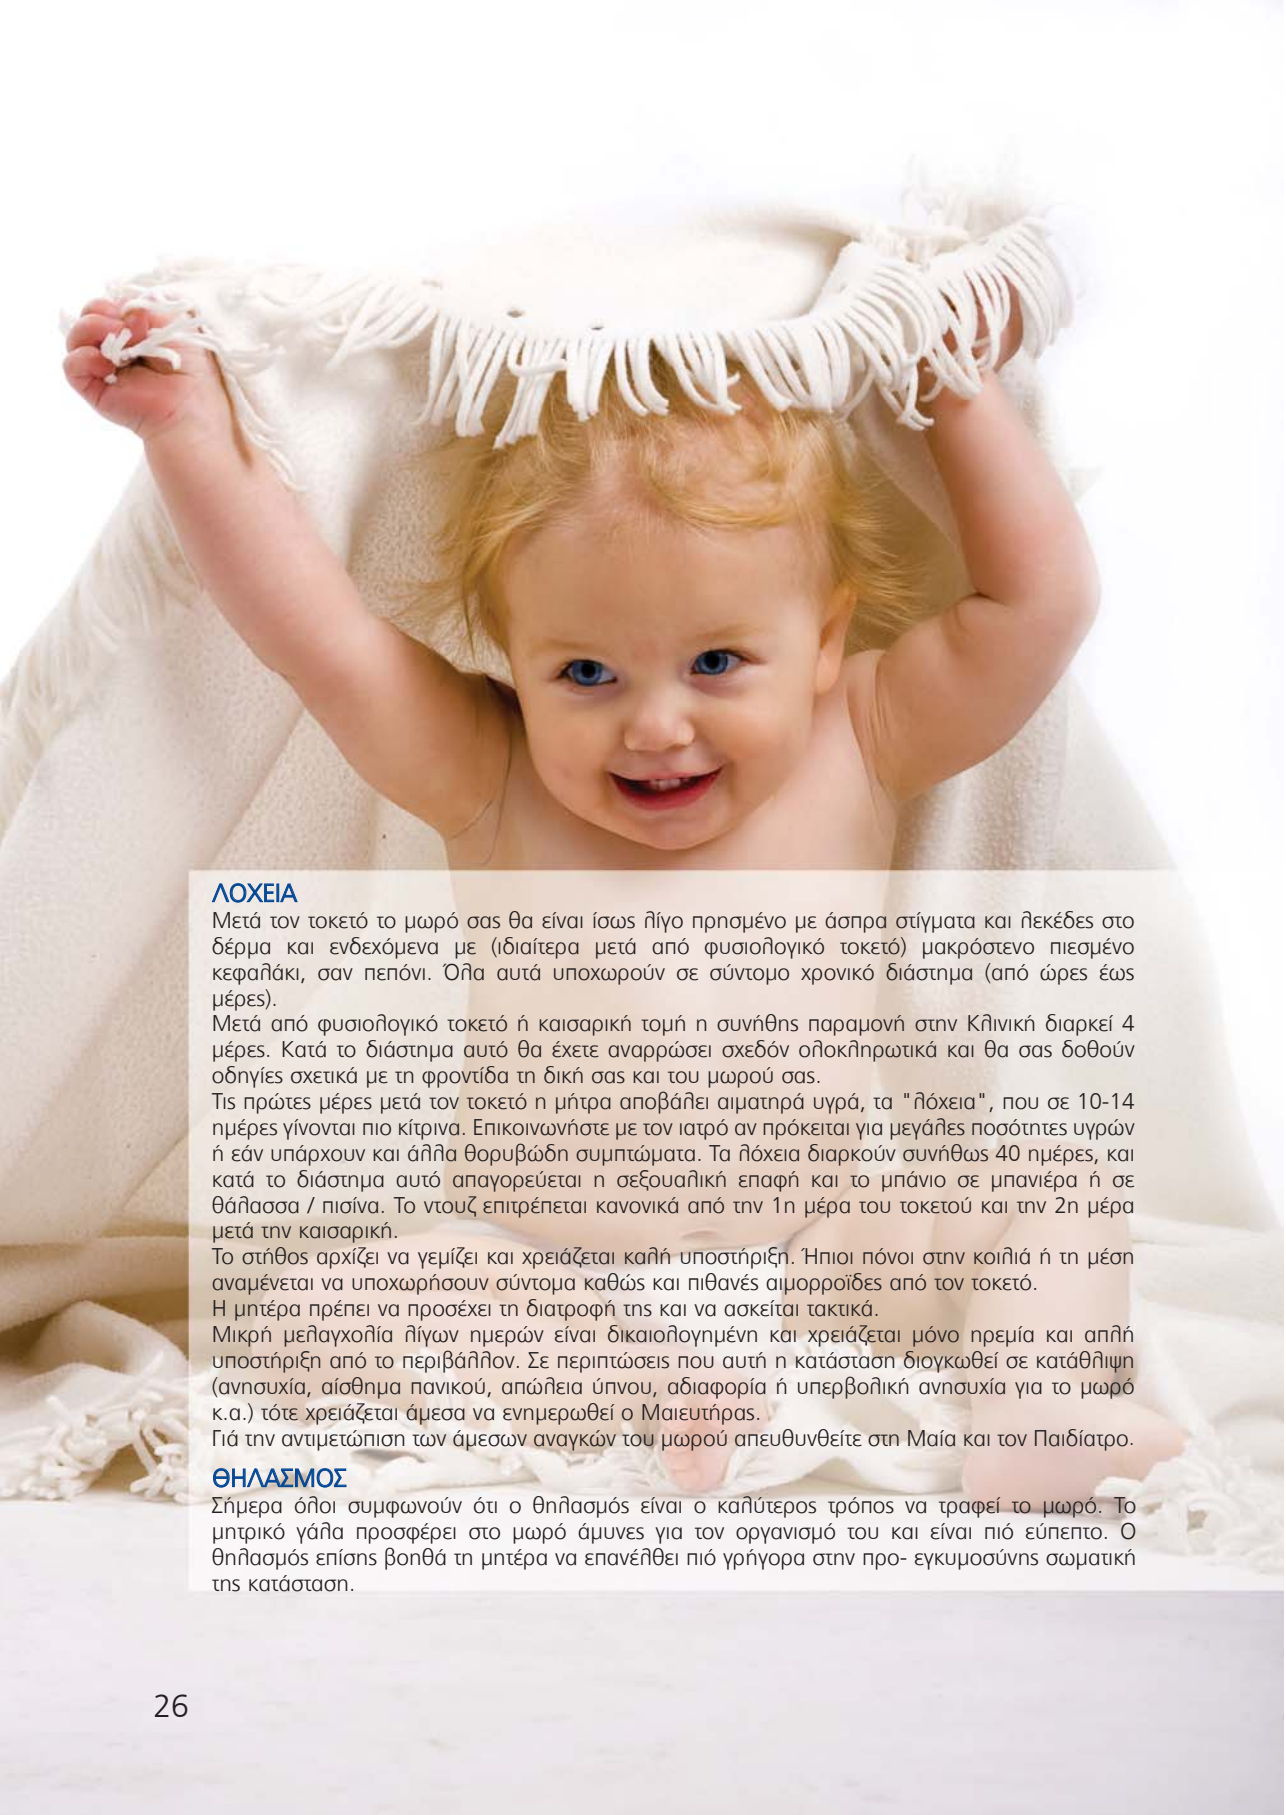 ΛΟΧΕΙΑ
Μετά τον τοκετό το μωρό σας θα είναι ίσως λίγο πρησμένο με άσπρα στίγματα και λεκέδες στο
δέρμα και ενδεχόμενα με (ιδιαίτερα μετά από φυσιολογικό τοκετό) μακρόστενο πιεσμένο
κεφαλάκι, σαν πεπόνι. Όλα αυτά υποχωρούν σε σύντομο χρονικό διάστημα (από ώρες έως
μέρες).
Μετά από φυσιολογικό τοκετό ή καισαρική τομή η συνήθης παραμονή στην Κλινική διαρκεί 4
μέρες. Κατά το διάστημα αυτό θα έχετε αναρρώσει σχεδόν ολοκληρωτικά και θα σας δοθούν
οδηγίες σχετικά με τη φροντίδα τη δική σας και του μωρού σας.
Τις πρώτες μέρες μετά τον τοκετό η μήτρα αποβάλει αιματηρά υγρά, τα "λόχεια", που σε 10-14
ημέρες γίνονται πιο κίτρινα. Επικοινωνήστε με τον ιατρό αν πρόκειται για μεγάλες ποσότητες υγρών
ή εάν υπάρχουν και άλλα θορυβώδη συμπτώματα. Τα λόχεια διαρκούν συνήθως 40 ημέρες, και
κατά το διάστημα αυτό απαγορεύεται η σεξουαλική επαφή και το μπάνιο σε μπανιέρα ή σε
θάλασσα / πισίνα. Το ντουζ επιτρέπεται κανονικά από την 1η μέρα του τοκετού και την 2η μέρα
μετά την καισαρική.
Το στήθος αρχίζει να γεμίζει και χρειάζεται καλή υποστήριξη. Ήπιοι πόνοι στην κοιλιά ή τη μέση
αναμένεται να υποχωρήσουν σύντομα καθώς και πιθανές αιμορροϊδες από τον τοκετό.
Η μητέρα πρέπει να προσέχει τη διατροφή της και να ασκείται τακτικά.
Μικρή μελαγχολία λίγων ημερών είναι δικαιολογημένη και χρειάζεται μόνο ηρεμία και απλή
υποστήριξη από το περιβάλλον. Σε περιπτώσεις που αυτή η κατάσταση διογκωθεί σε κατάθλιψη
(ανησυχία, αίσθημα πανικού, απώλεια ύπνου, αδιαφορία ή υπερβολική ανησυχία για το μωρό
κ.α.) τότε χρειάζεται άμεσα να ενημερωθεί ο Μαιευτήρας.
Γιά την αντιμετώπιση των άμεσων αναγκών του μωρού απευθυνθείτε στη Μαία και τον Παιδίατρο.
ΘΗΛΑΣΜΟΣ
Σήμερα όλοι συμφωνούν ότι ο θηλασμός είναι ο καλύτερος τρόπος να τραφεί το μωρό. Το
μητρικό γάλα προσφέρει στο μωρό άμυνες για τον οργανισμό του και είναι πιό εύπεπτο. Ο
θηλασμός επίσης βοηθά τη μητέρα να επανέλθει πιό γρήγορα στην προ- εγκυμοσύνης σωματική
της κατάσταση.
26